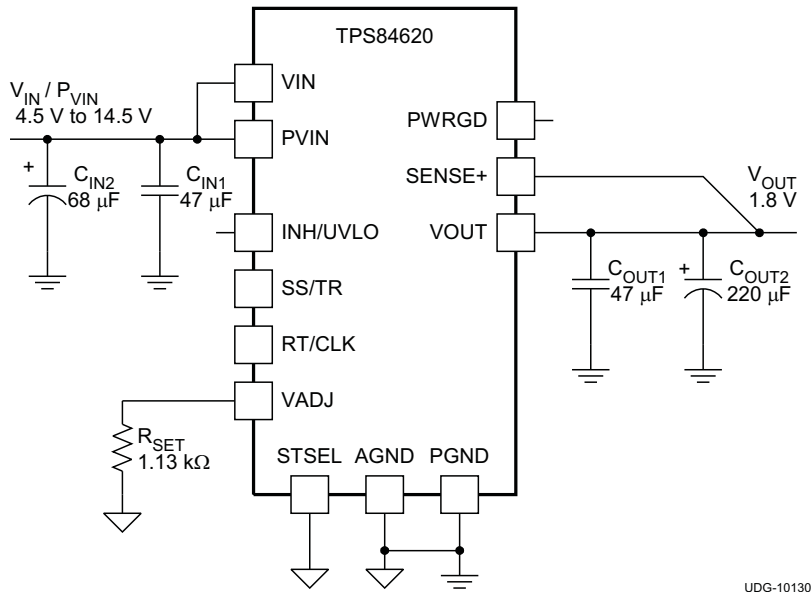 TPS84620
VIN / PVIN
4.5 V to 14.5 V
VIN
PVIN
+
CIN2
68 μF
CIN1
47 μF
INH/UVLO
SS/TR
RT/CLK
VADJ
RSET
1.13 kΩ
STSEL
AGND
PGND
PWRGD
SENSE+
VOUT
VOUT
1.8 V
COUT1
47 μF
+
COUT2
220 μF
UDG-10130